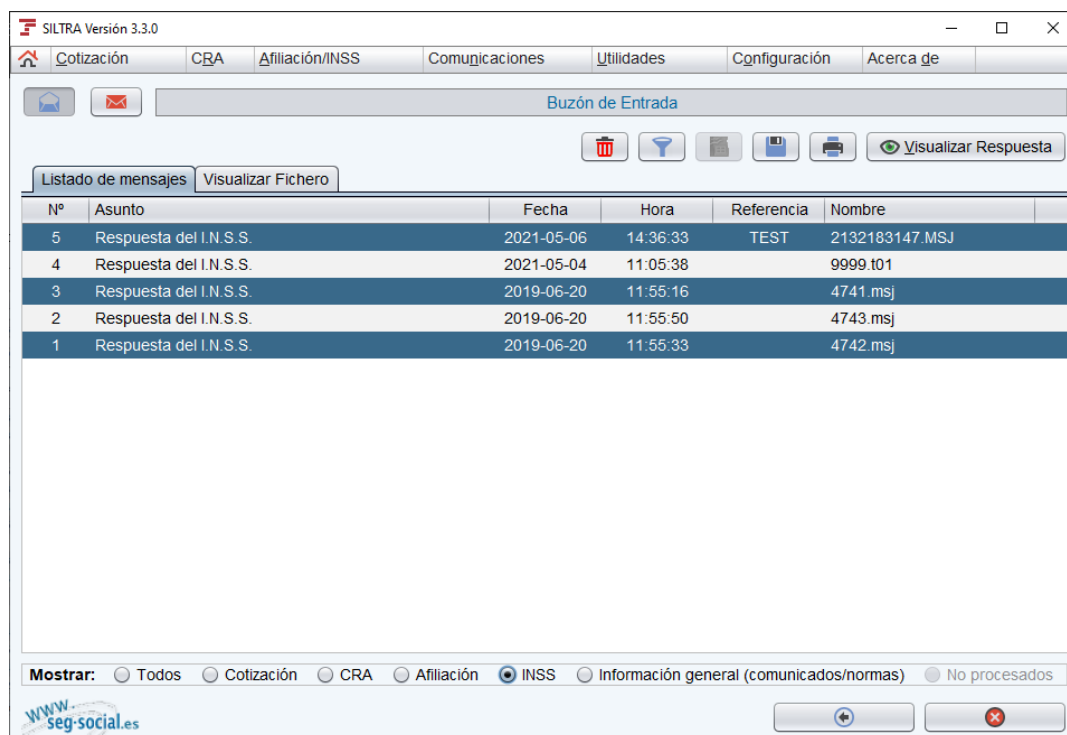 SILTRA Versión 3.3.0
Cotización CRA Afiliación/INSS Comunicaciones Utilidades Configuración Acerca de
Buzón de Entrada
Visualizar Respuesta
Listado de mensajes Visualizar Fichero
Nº Asunto Fecha Hora Referencia Nombre
5 Respuesta del I.N.S.S. 2021-05-06 14:36:33 TEST 2132183147.MSJ
4 Respuesta del I.N.S.S. 2021-05-04 11:05:38 9999.t01
3 Respuesta del I.N.S.S. 2019-06-20 11:55:16 4741.msj
2 Respuesta del I.N.S.S. 2019-06-20 11:55:50 4743.msj
1 Respuesta del I.N.S.S. 2019-06-20 11:55:33 4742.msj
Mostrar: Todos Cotización CRA Afiliación INSS Información general (comunicados/normas) No procesados
www.
seg-social.es